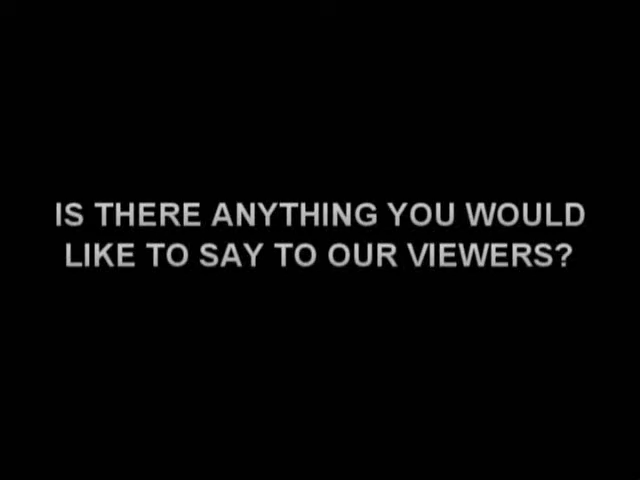 IS THERE ANYTHING YOU WOULD
LIKE TO SAY TO OUR VIEWERS?